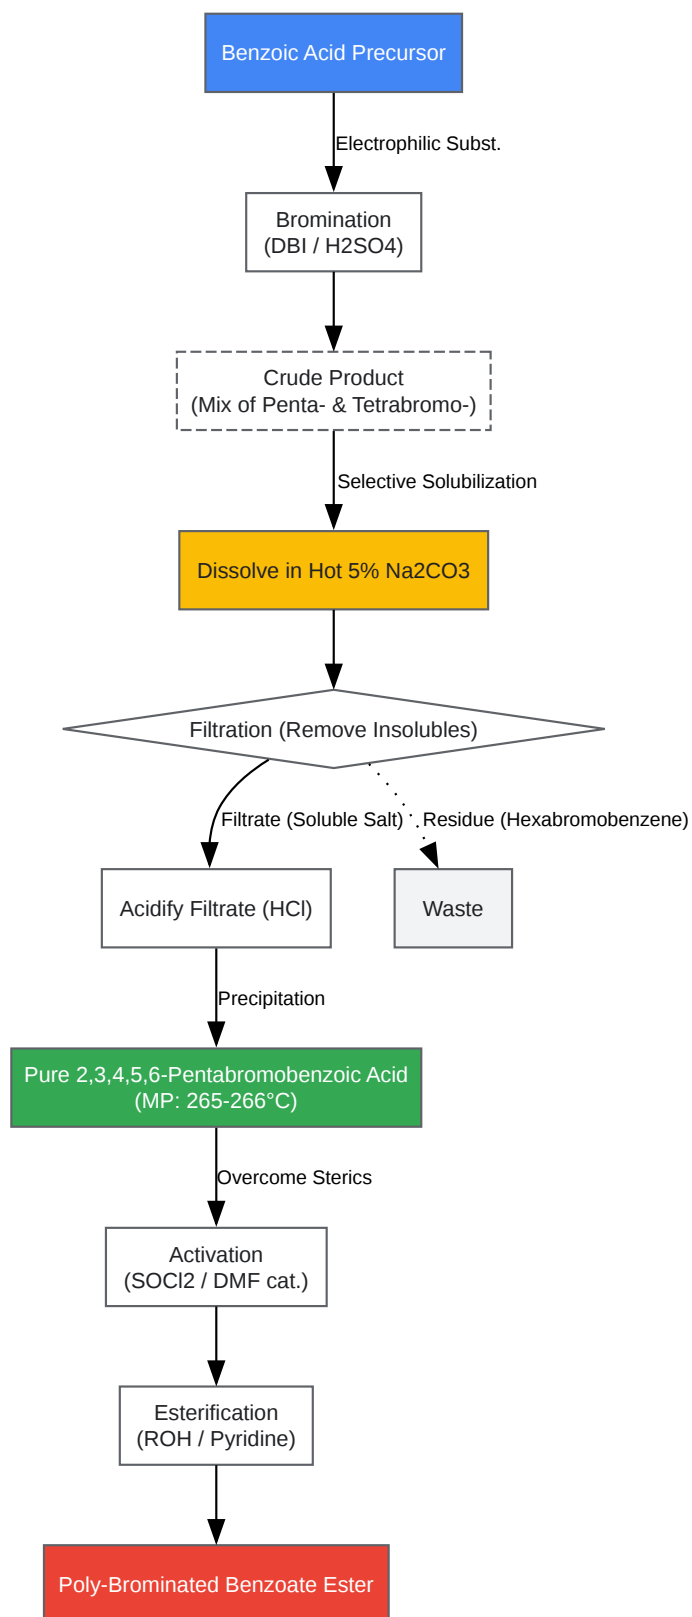 Benzoic Acid Precursor
Electrophilic Subst.
Bromination
(DBI / H2SO4)
Crude Product
(Mix of Penta- & Tetrabromo-)
Selective Solubilization
Dissolve in Hot 5% Na2CO3
Filtration (Remove Insolubles)
Filtrate (Soluble Salt)
Residue (Hexabromobenzene)
Acidify Filtrate (HCl)
Waste
Precipitation
Pure 2,3,4,5,6-Pentabromobenzoic Acid
(MP: 265-266°C)
Overcome Sterics
Activation
(SOCl2 / DMF cat.)
Esterification
(ROH / Pyridine)
Poly-Brominated Benzoate Ester